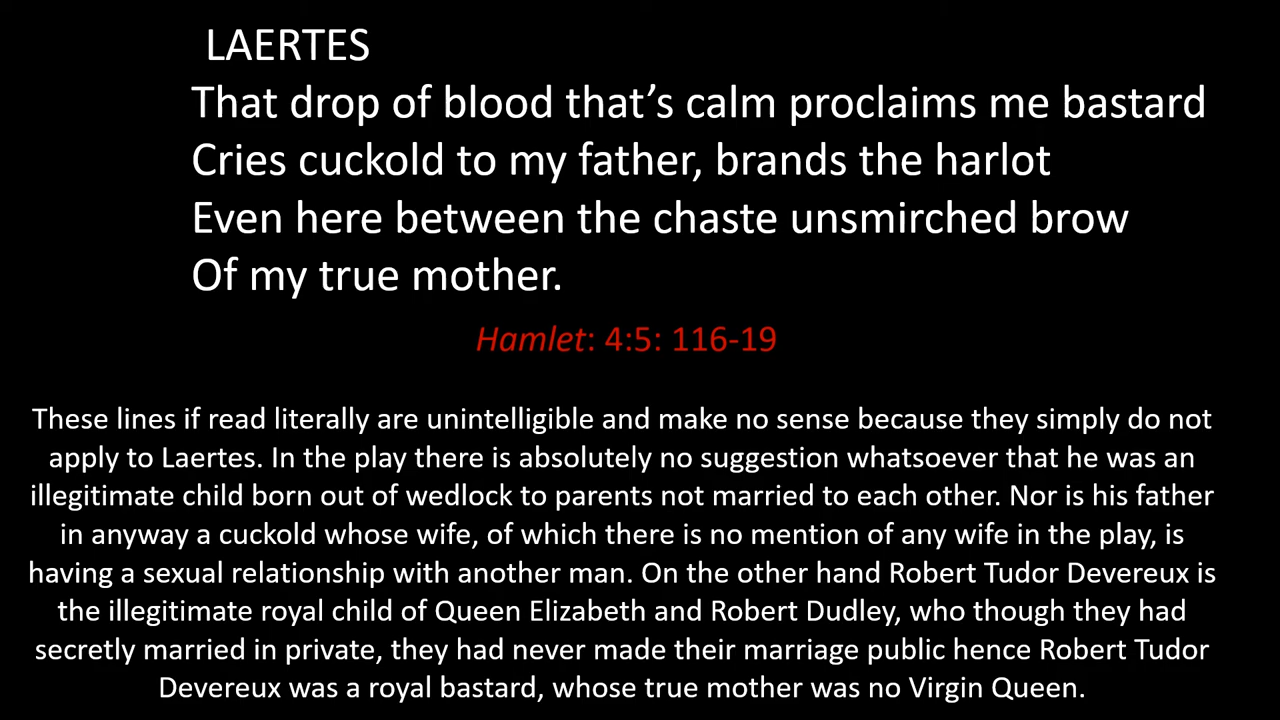 LAERTES
That drop of blood that's calm proclaims me bastard
Cries cuckold to my father, brands the harlot
Even here between the chaste unsmirched brow
Of my true mother.
Hamlet: 4:5: 116-19
These lines if read literally are unintelligible and make no sense because they simply do not
apply to Laertes. In the play there is absolutely no suggestion whatsoever that he was an
illegitimate child born out of wedlock to parents not married to each other. Nor is his father
in anyway a cuckold whose wife, of which there is no mention of any wife in the play, is
having a sexual relationship with another man. On the other hand Robert Tudor Devereux is
the illegitimate royal child of Queen Elizabeth and Robert Dudley, who though they had
secretly married in private, they had never made their marriage public hence Robert Tudor
Devereux was a royal bastard, whose true mother was no Virgin Queen.